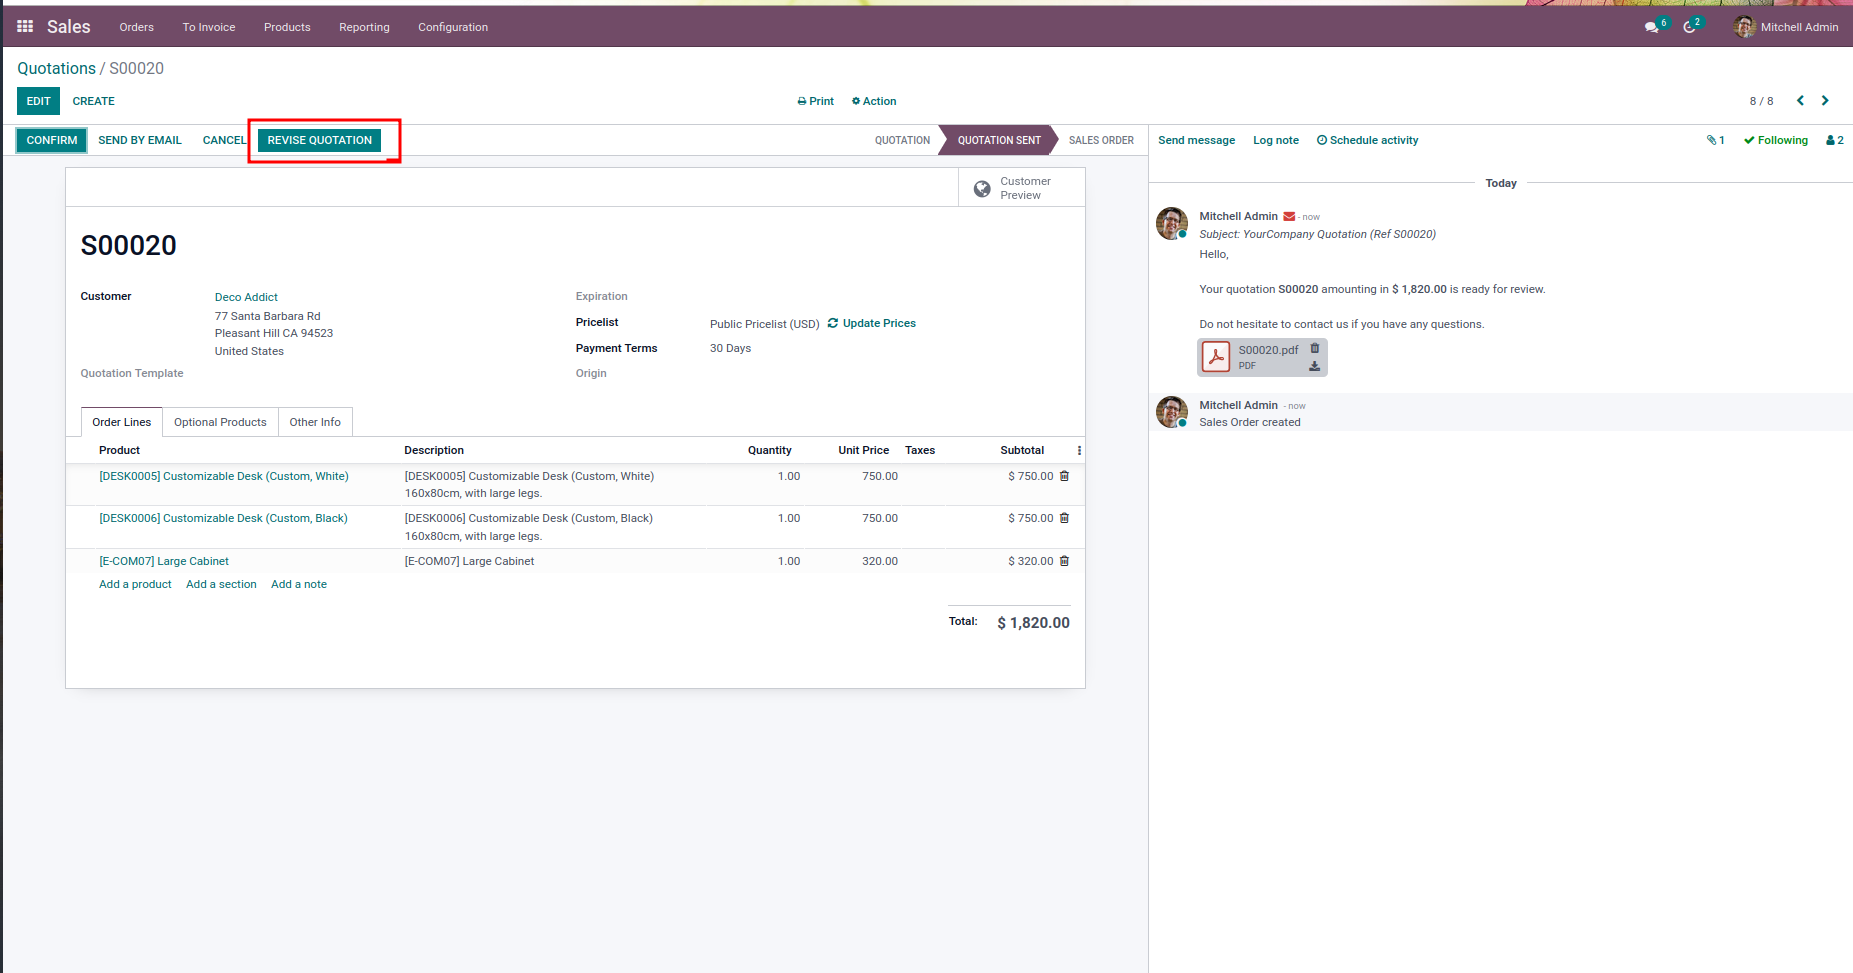 Sales Orders To Invoice Products Reporting Configuration 6 2 Mitchell Admin
Quotations / S00020
EDIT CREATE Print Action 8 / 8
CONFIRM SEND BY EMAIL CANCEL REVISE QUOTATION QUOTATION QUOTATION SENT SALES ORDER
Customer
Preview
S00020
Customer Deco Addict
77 Santa Barbara Rd
Pleasant Hill CA 94523
United States
Quotation Template
Expiration
Pricelist Public Pricelist (USD) Update Prices
Payment Terms 30 Days
Origin
Order Lines Optional Products Other Info
Product Description Quantity Unit Price Taxes Subtotal
[DESK0005] Customizable Desk (Custom, White) [DESK0005] Customizable Desk (Custom, White) 1.00 750.00 $ 750.00
160x80cm, with large legs.
[DESK0006] Customizable Desk (Custom, Black) [DESK0006] Customizable Desk (Custom, Black) 1.00 750.00 $ 750.00
160x80cm, with large legs.
[E-COM07] Large Cabinet [E-COM07] Large Cabinet 1.00 320.00 $ 320.00
Add a product Add a section Add a note
Total: $ 1,820.00
Send message Log note Schedule activity 1 Following 2
Today
Mitchell Admin - now
Subject: YourCompany Quotation (Ref S00020)
Hello,
Your quotation S00020 amounting in $ 1,820.00 is ready for review.
Do not hesitate to contact us if you have any questions.
S00020.pdf
PDF
Mitchell Admin - now
Sales Order created